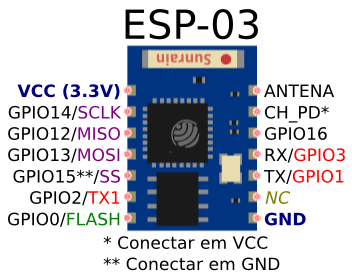 ESP-03
Sunrain
VCC (3.3V)
GPIO14/SCLK
GPIO12/MISO
GPIO13/MOSI
GPIO15**/SS
GPIO2/TX1
GPIO0/FLASH
ANTENA
CH_PD*
GPIO16
RX/GPIO3
TX/GPIO1
NC
GND
* Conectar em VCC
** Conectar em GND